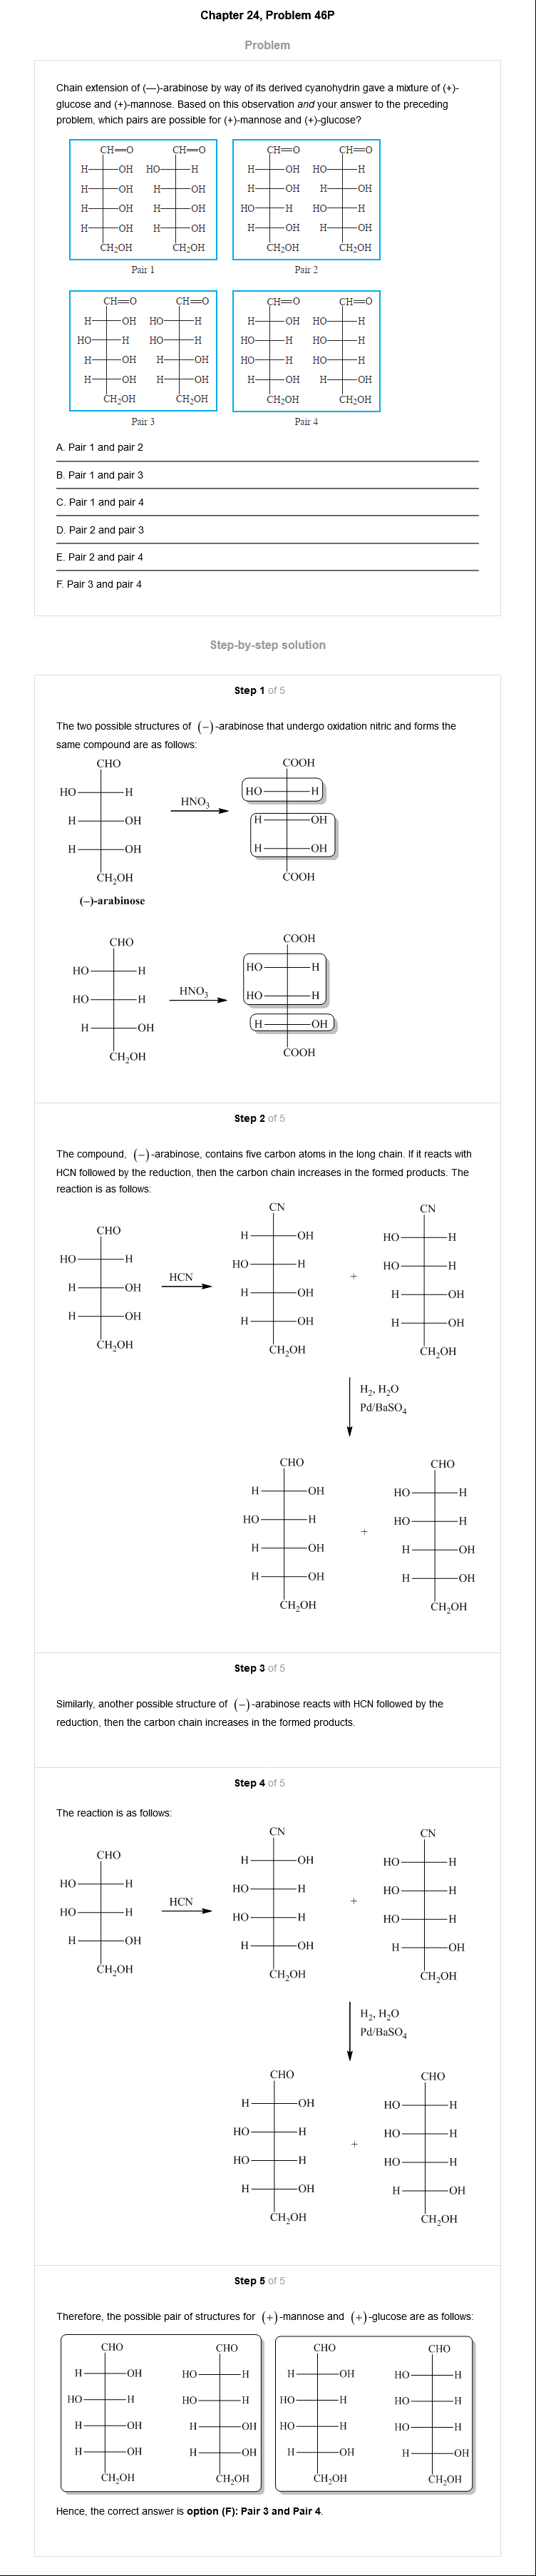 Chapter 24, Problem 46P
Problem
Chain extension of (—)-arabinose by way of its derived cyanohydrin gave a mixture of (+)-
glucose and (+)-mannose. Based on this observation and your answer to the preceding
problem, which pairs are possible for (+)-mannose and (+)-glucose?
CH=O CH=O
H OH HO H
H OH H OH
H OH H OH
H OH H OH
CH₂OH CH₂OH
Pair 1
CH=O CH=O
H OH HO H
H OH H OH
HO H HO H
H OH H OH
CH₂OH CH₂OH
Pair 2
CH=O CH=O
H OH HO H
HO H HO H
H OH H OH
H OH H OH
CH₂OH CH₂OH
Pair 3
CH=O CH=O
H OH HO H
HO H HO H
HO H HO H
H OH H OH
CH₂OH CH₂OH
Pair 4
A. Pair 1 and pair 2
B. Pair 1 and pair 3
C. Pair 1 and pair 4
D. Pair 2 and pair 3
E. Pair 2 and pair 4
F. Pair 3 and pair 4
Step-by-step solution
Step 1 of 5
The two possible structures of (−)-arabinose that undergo oxidation nitric and forms the
same compound are as follows:
CHO
HO H
H OH
H OH
CH₂OH
(−)-arabinose
HNO₃
COOH
HO H
H OH
H OH
COOH
CHO
HO H
HO H
H OH
CH₂OH
HNO₃
COOH
HO H
HO H
H OH
COOH
Step 2 of 5
The compound, (−)-arabinose, contains five carbon atoms in the long chain. If it reacts with
HCN followed by the reduction, then the carbon chain increases in the formed products. The
reaction is as follows:
CHO
HO H
H OH
H OH
CH₂OH
HCN
CN
H OH
HO H
H OH
H OH
CH₂OH
+
CN
HO H
HO H
H OH
H OH
CH₂OH
H₂, H₂O
Pd/BaSO₄
CHO
H OH
HO H
H OH
H OH
CH₂OH
+
CHO
HO H
HO H
H OH
H OH
CH₂OH
Step 3 of 5
Similarly, another possible structure of (−)-arabinose reacts with HCN followed by the
reduction, then the carbon chain increases in the formed products.
Step 4 of 5
The reaction is as follows:
CHO
HO H
HO H
H OH
CH₂OH
HCN
CN
H OH
HO H
HO H
H OH
CH₂OH
+
CN
HO H
HO H
HO H
H OH
CH₂OH
H₂, H₂O
Pd/BaSO₄
CHO
H OH
HO H
HO H
H OH
CH₂OH
+
CHO
HO H
HO H
HO H
H OH
CH₂OH
Step 5 of 5
Therefore, the possible pair of structures for (+)-mannose and (+)-glucose are as follows:
CHO CHO
H OH HO H
HO H HO H
H OH H OH
H OH H OH
CH₂OH CH₂OH
CHO CHO
H OH HO H
HO H HO H
HO H HO H
H OH H OH
CH₂OH CH₂OH
Hence, the correct answer is option (F): Pair 3 and Pair 4.